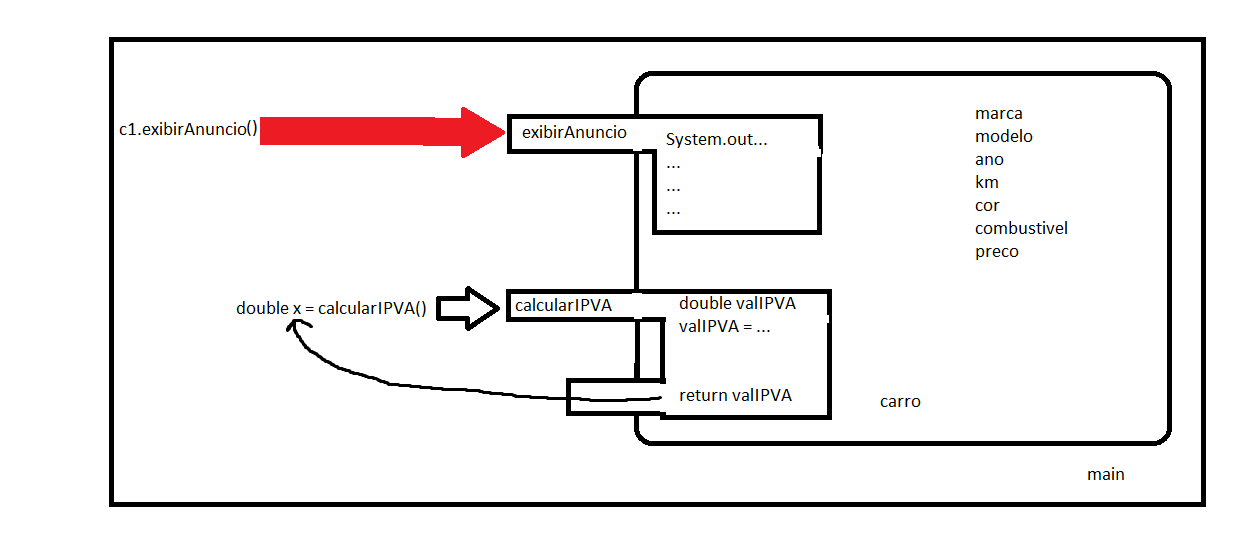 c1.exibirAnuncio()
exibirAnuncio
System.out...
...
...
...
marca
modelo
ano
km
cor
combustivel
preco
double x = calcularIPVA()
calcularIPVA
double valIPVA
valIPVA = ...
return valIPVA
carro
main